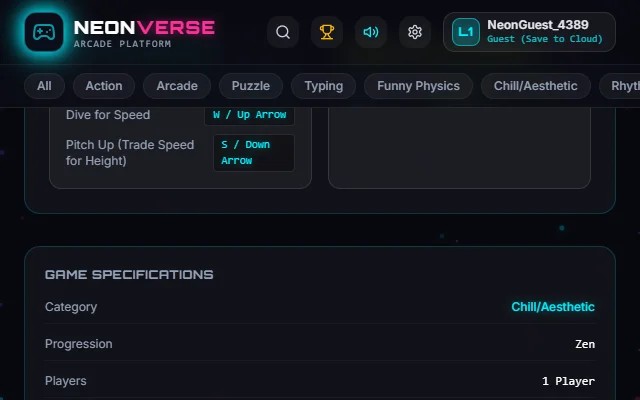 NEONVERSE
ARCADE PLATFORM
L1
NeonGuest_4389
Guest (Save to Cloud)
All
Action
Arcade
Puzzle
Typing
Funny Physics
Chill/Aesthetic
Dive for Speed
W / Up Arrow
Pitch Up (Trade Speed
for Height)
S / Down
Arrow
GAME SPECIFICATIONS
Category
Chill/Aesthetic
Progression
Zen
Players
1 Player